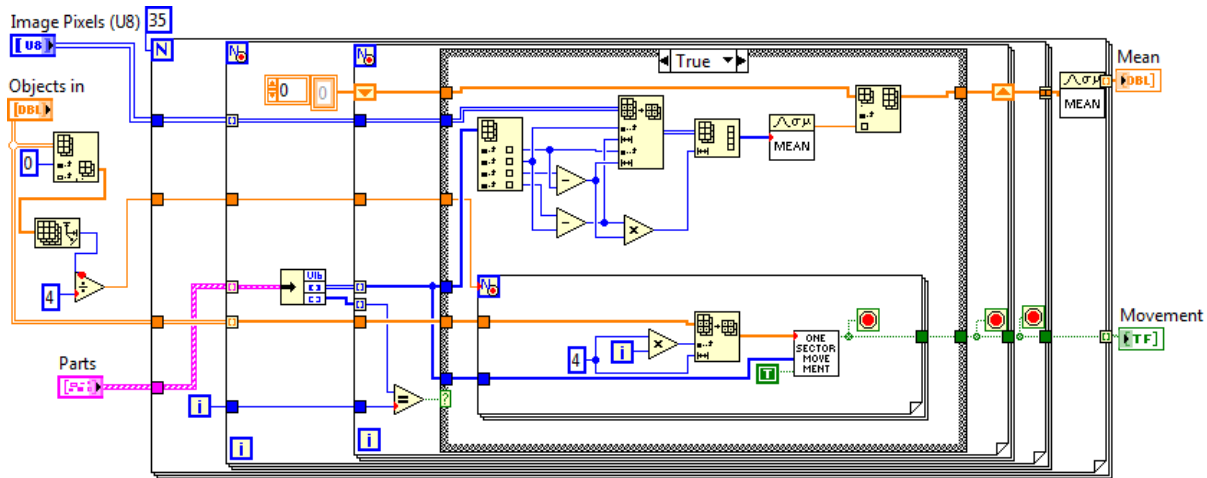 Image Pixels (U8)
35
[U8]
N
Objects in
[DBL]
0
4
Parts
i
i
N
N
0
0
U16
[ ]
[ ]
=
i
True
MEAN
?
N
4
i
ONE
SECTOR
MOVE
MENT
T
MEAN
Mean
DBL]
Movement
TF]